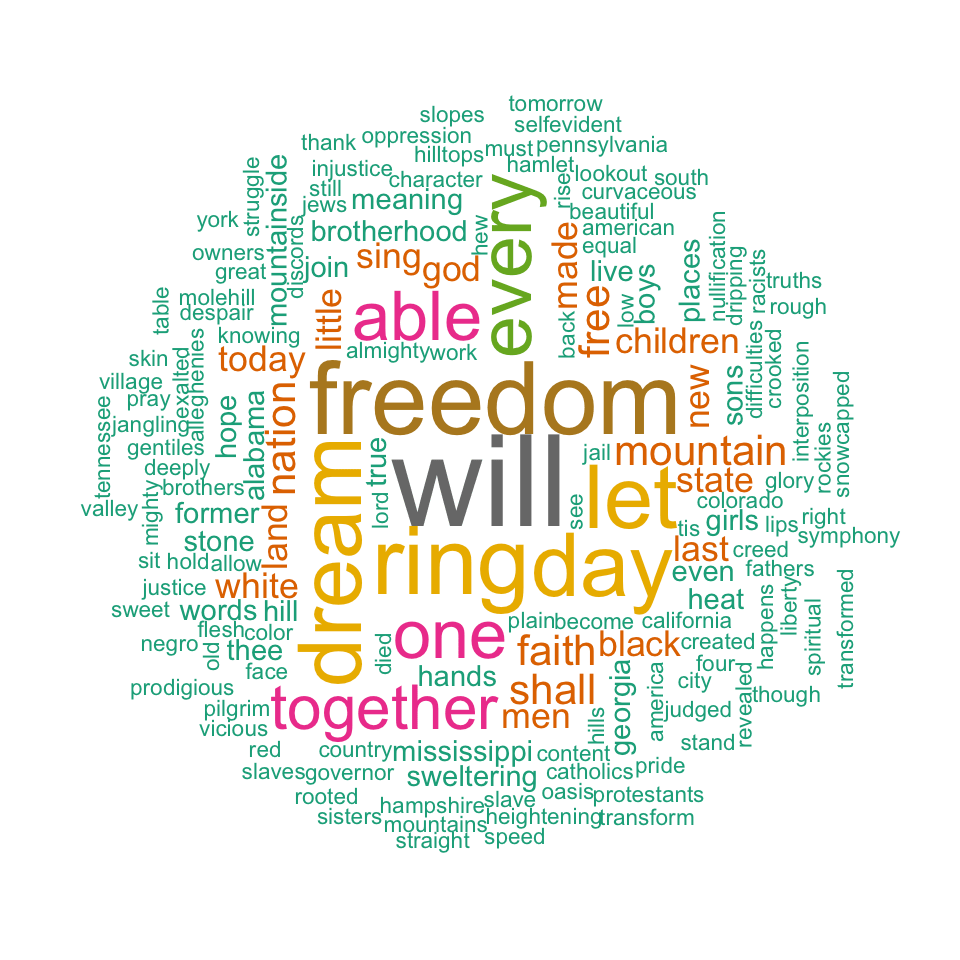 tomorrow
slopes
selfevident
thank
oppression
pennsylvania
hilltops
must
hamlet
injustice
lookout
south
struggle
mountainside
still
character
rise
curvaceous
jews
meaning
every
beautiful
york
discords
brotherhood
hew
made
american
nullification
owners
join
sing
god
equal
places
dripping
racists
great
live
boys
truths
table
molehill
little
able
back
free
low
rough
despair
knowing
almighty
work
children
difficulties
crooked
skin
exalted
alleghenies
today
freedom
new
sons
interposition
village
pray
tennessee
jangling
hope
alabama
nation
rockies
snowcapped
gentiles
dream
true
will
jail
mountain
deeply
mighty
brothers
let
state
glory
valley
former
land
lord
see
colorado
tis
girls
lips
right
symphony
stone
ring
day
last
creed
sit
hold
allow
even
fathers
justice
white
heat
happens
liberty
spiritual
transformed
sweet
words
hill
one
plain
become
california
negro
old
flesh
color
thee
died
faith
black
created
face
hands
georgia
america
four
revealed
prodigious
together
shall
city
though
pilgrim
men
hills
judged
vicious
stand
red
country
mississippi
content
slaves
governor
sweltering
catholics
pride
rooted
hampshire
slave
oasis
protestants
sisters
mountains
heightening
transform
straight
speed